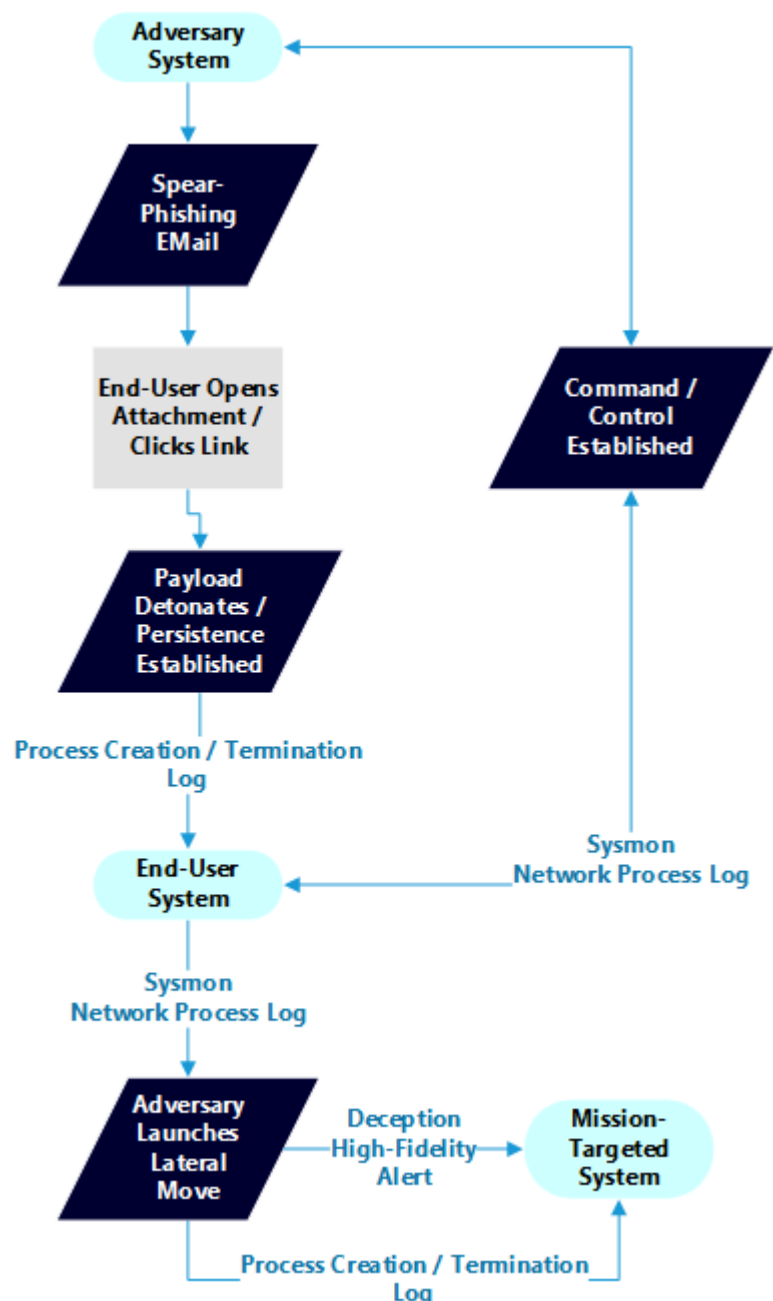 Adversary
System
Spear-
Phishing
EMail
End-User Opens
Attachment /
Clicks Link
Command /
Control
Established
Payload
Detonates /
Persistence
Established
Process Creation / Termination
Log
End-User
System
Sysmon
Network Process Log
Sysmon
Network Process Log
Adversary
Launches
Lateral
Move
Deception
High-Fidelity
Alert
Mission-
Targeted
System
Process Creation / Termination
Log